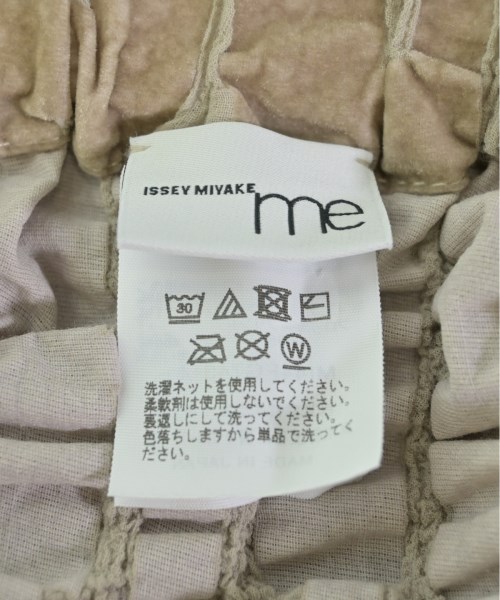 ISSEY MIYAKE me
30
W
洗濯ネットを使用してください。
柔軟剤は使用しないでください。
裏返しにして洗ってください。
色落ちしますから単品で洗ってく
ださい。